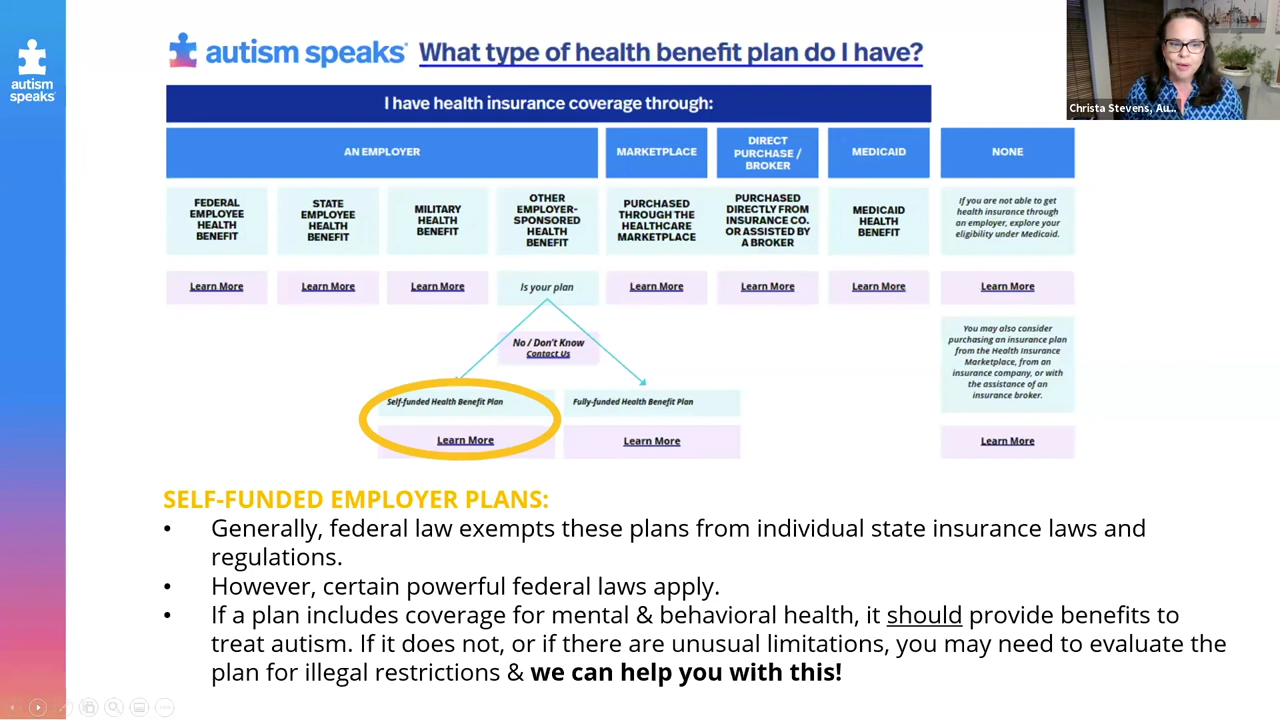 autism speaks
autism speaks What type of health benefit plan do I have?
Christa Stevens, Au...
I have health insurance coverage through:
AN EMPLOYER
MARKETPLACE
DIRECT
PURCHASE /
BROKER
MEDICAID
NONE
FEDERAL
EMPLOYEE
HEALTH
BENEFIT
STATE
EMPLOYEE
HEALTH
BENEFIT
MILITARY
HEALTH
BENEFIT
OTHER
EMPLOYER-
SPONSORED
HEALTH
BENEFIT
PURCHASED
THROUGH THE
HEALTHCARE
MARKETPLACE
PURCHASED
DIRECTLY FROM
INSURANCE CO.
OR ASSISTED BY
A BROKER
MEDICAID
HEALTH
BENEFIT
If you are not able to get
health insurance through
an employer, explore your
eligibility under Medicaid.
Learn More
Learn More
Learn More
Is your plan
Learn More
Learn More
Learn More
Learn More
No / Don't Know
Contact Us
You may also consider
purchasing an insurance plan
from the Health Insurance
Marketplace, from an
insurance company, or with
the assistance of an
insurance broker.
Self-funded Health Benefit Plan
Fully-funded Health Benefit Plan
Learn More
Learn More
Learn More
SELF-FUNDED EMPLOYER PLANS:
• Generally, federal law exempts these plans from individual state insurance laws and
regulations.
• However, certain powerful federal laws apply.
• If a plan includes coverage for mental & behavioral health, it should provide benefits to
treat autism. If it does not, or if there are unusual limitations, you may need to evaluate the
plan for illegal restrictions & we can help you with this!